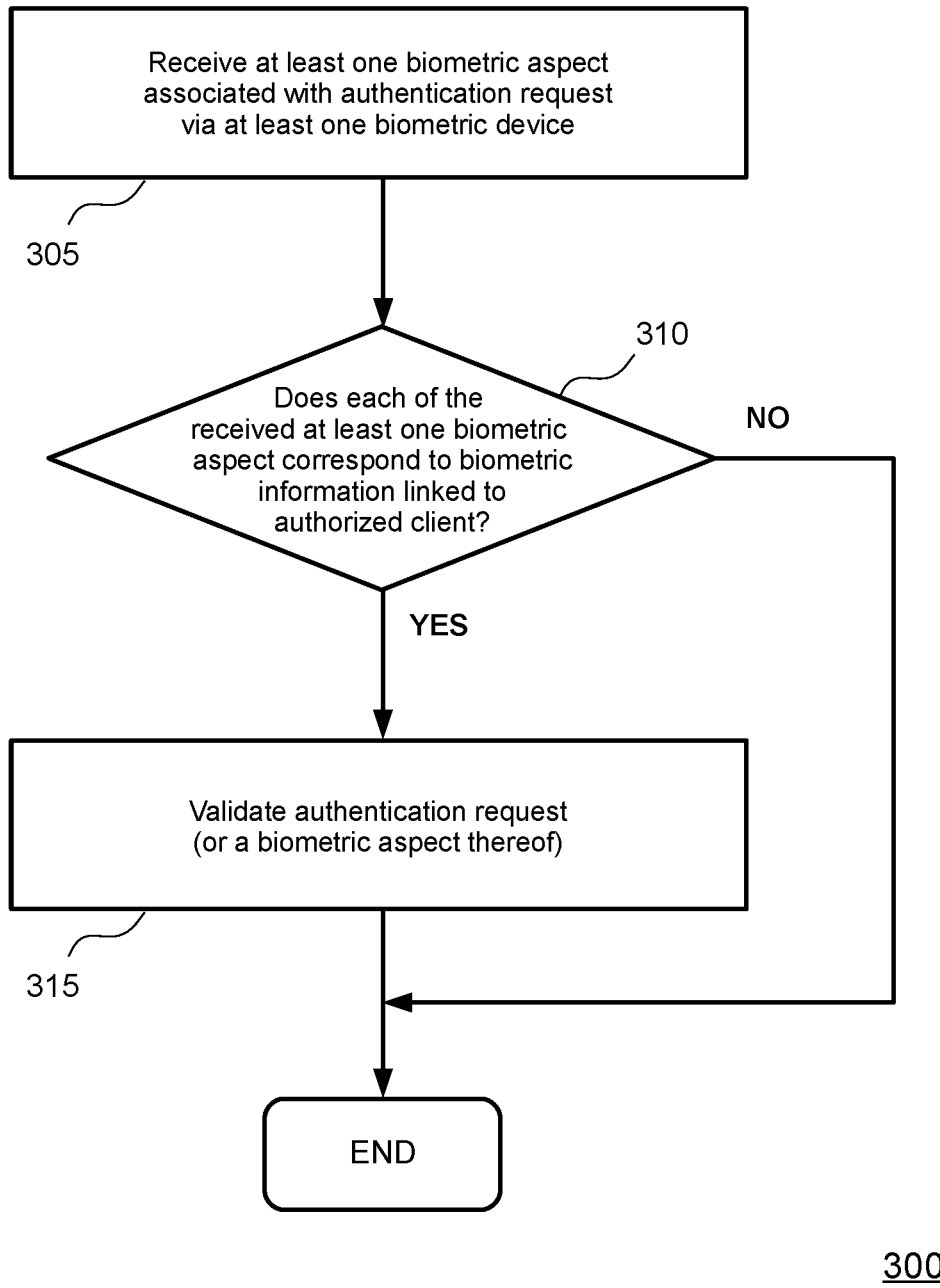 Receive at least one biometric aspect
associated with authentication request
via at least one biometric device
305
310
Does each of the
received at least one biometric
aspect correspond to biometric
information linked to
authorized client?
NO
YES
Validate authentication request
(or a biometric aspect thereof)
315
END
300